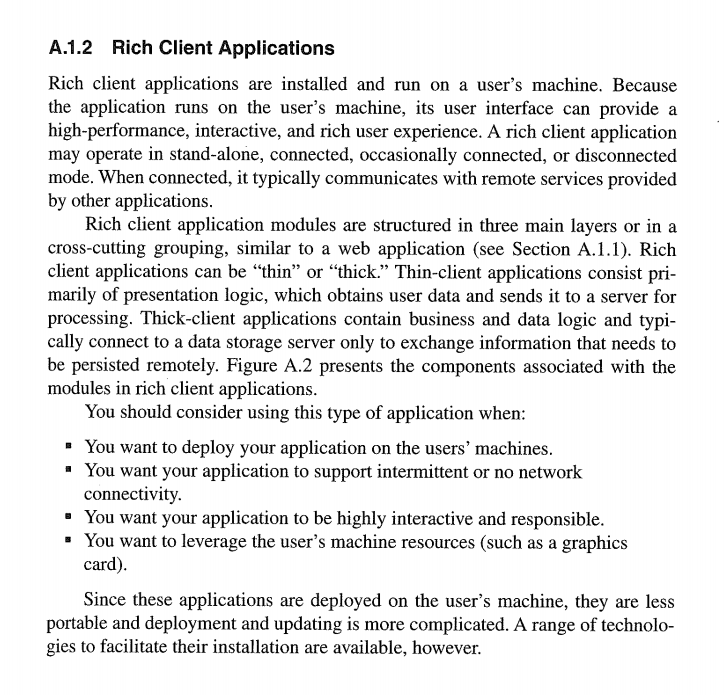 A.1.2 Rich Client Applications
Rich client applications are installed and run on a user's machine. Because
the application runs on the user's machine, its user interface can provide a
high-performance, interactive, and rich user experience. A rich client application
may operate in stand-alone, connected, occasionally connected, or disconnected
mode. When connected, it typically communicates with remote services provided
by other applications.
Rich client application modules are structured in three main layers or in a
cross-cutting grouping, similar to a web application (see Section A.1.1). Rich
client applications can be “thin” or “thick.” Thin-client applications consist pri-
marily of presentation logic, which obtains user data and sends it to a server for
processing. Thick-client applications contain business and data logic and typi-
cally connect to a data storage server only to exchange information that needs to
be persisted remotely. Figure A.2 presents the components associated with the
modules in rich client applications.
You should consider using this type of application when:
▪ You want to deploy your application on the users' machines.
▪ You want your application to support intermittent or no network
connectivity.
▪ You want your application to be highly interactive and responsible.
▪ You want to leverage the user's machine resources (such as a graphics
card).
Since these applications are deployed on the user's machine, they are less
portable and deployment and updating is more complicated. A range of technolo-
gies to facilitate their installation are available, however.